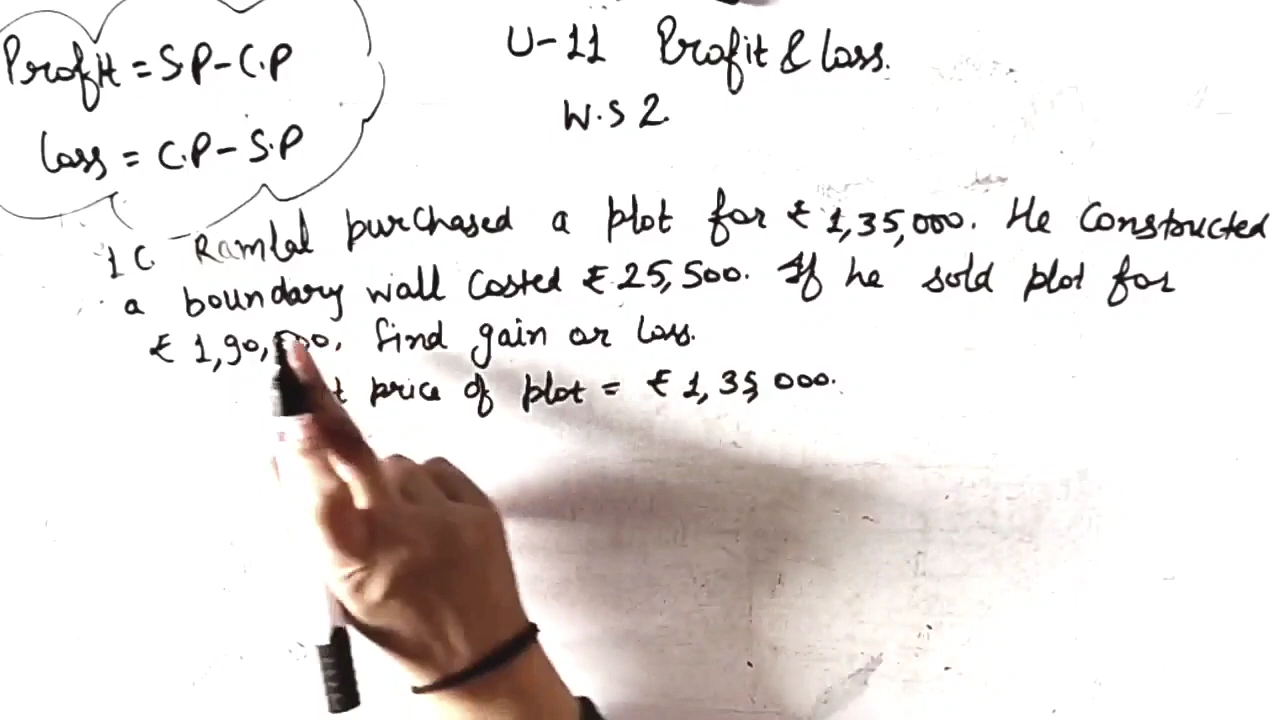 Profit = S.P - C.P
Loss = C.P - S.P
U-11 Profit & Loss.
W.S 2.
1 C. Ramlal purchased a plot for ₹ 1,35,000. He Constructed
a boundary wall Costed ₹ 25,500. If he sold plot for
₹ 1,90,000. find gain or loss.
price of plot = ₹ 1,35,000.